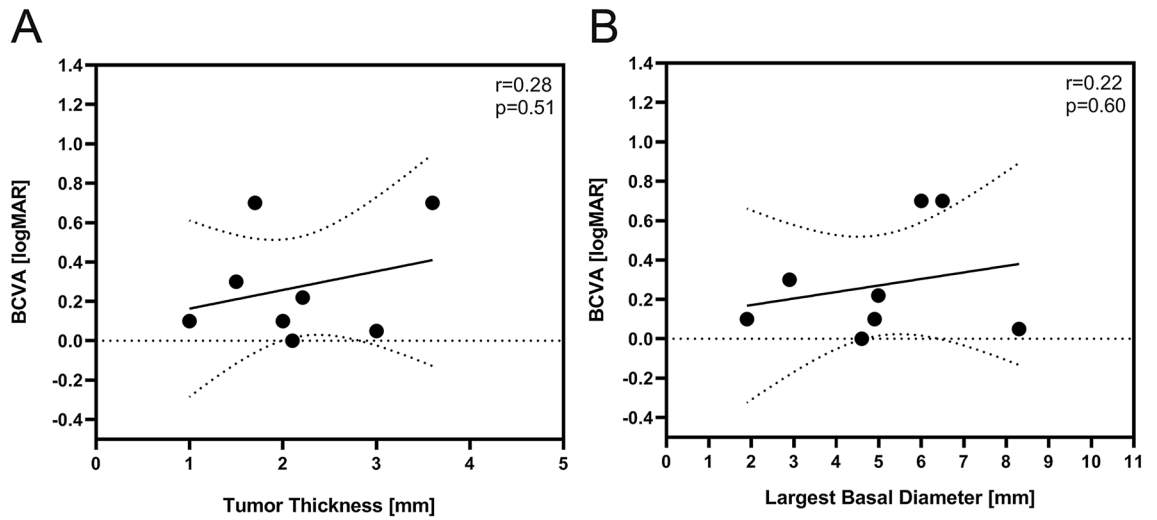 A
B
1.4
1.2
1.0
0.8
0.6
0.4
0.2
0.0
-0.2
-0.4
BCVA [logMAR]
r=0.28
p=0.51
0 1 2 3 4 5
Tumor Thickness [mm]
1.4
1.2
1.0
0.8
0.6
0.4
0.2
0.0
-0.2
-0.4
BCVA [logMAR]
r=0.22
p=0.60
0 1 2 3 4 5 6 7 8 9 10 11
Largest Basal Diameter [mm]